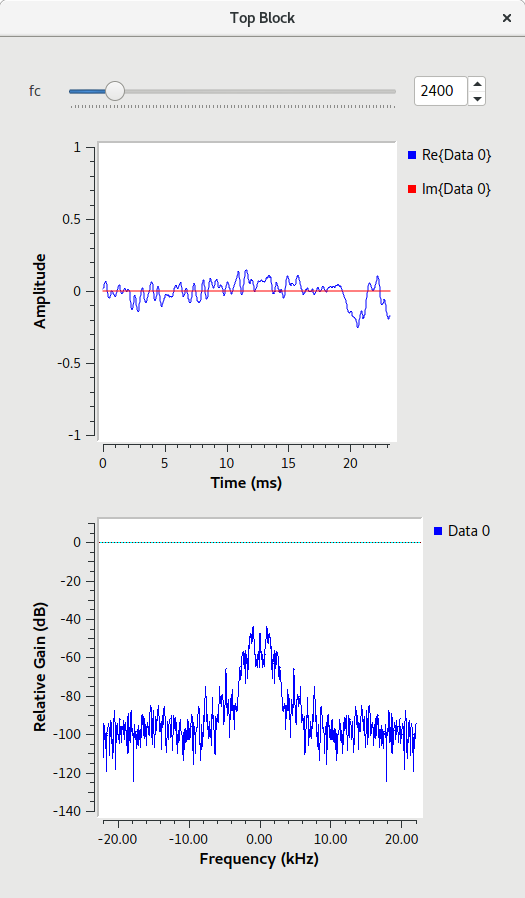 Top Block ×
fc 2400
1
0.5
0
-0.5
-1
Amplitude
0 5 10 15 20
Time (ms)
Re{Data 0}
Im{Data 0}
0
-20
-40
-60
-80
-100
-120
-140
Relative Gain (dB)
-20.00 -10.00 0.00 10.00 20.00
Frequency (kHz)
Data 0